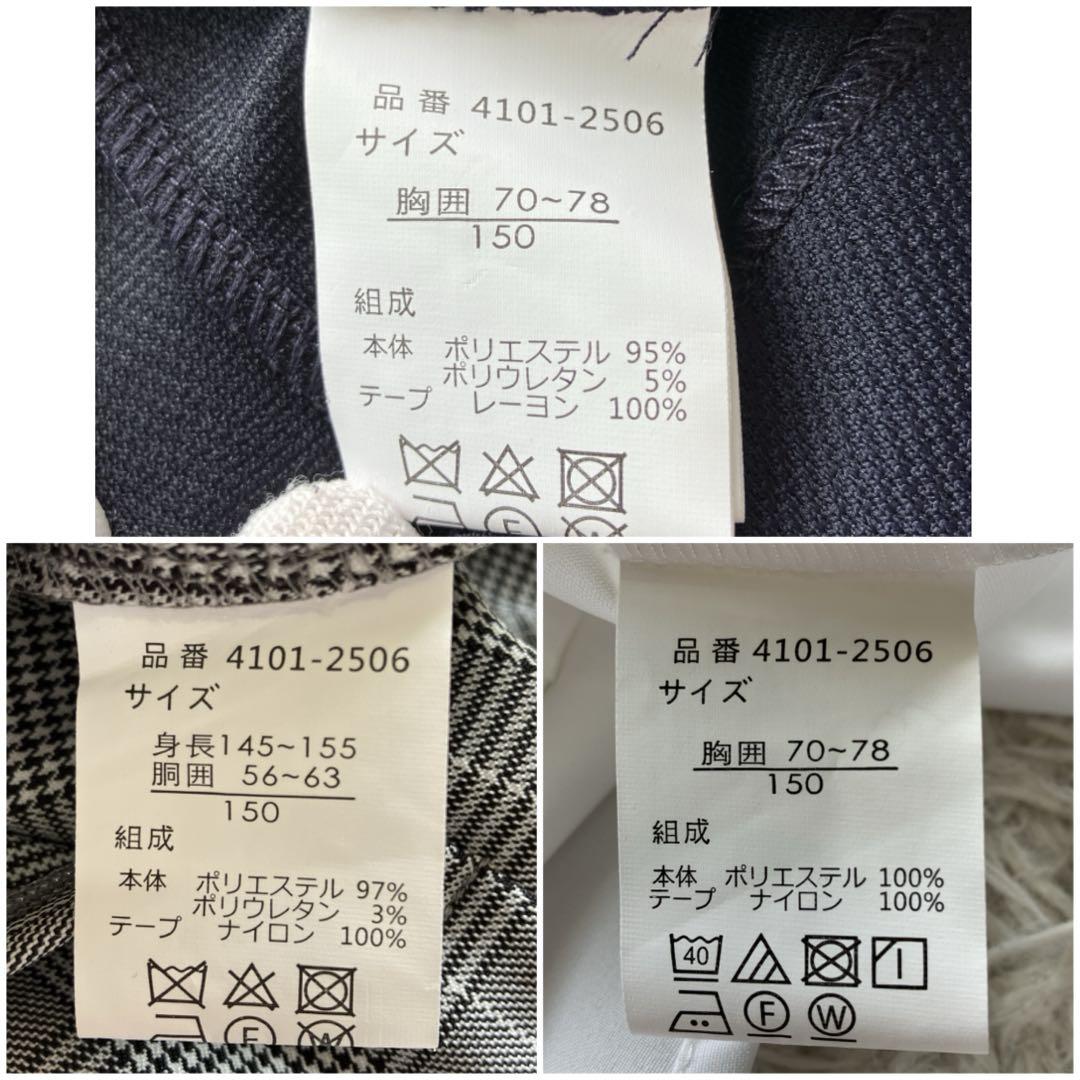 品番 4101-2506
サイズ
胸囲 70~78
150
組成
本体 ポリエステル 95%
ポリウレタン 5%
テープ レーヨン 100%
F
品番 4101-2506
サイズ
身長145~155
胴囲 56~63
150
組成
本体 ポリエステル 97%
ポリウレタン 3%
テープ ナイロン 100%
F W
品番 4101-2506
サイズ
胸囲 70~78
150
組成
本体 ポリエステル 100%
テープ ナイロン 100%
40
F W